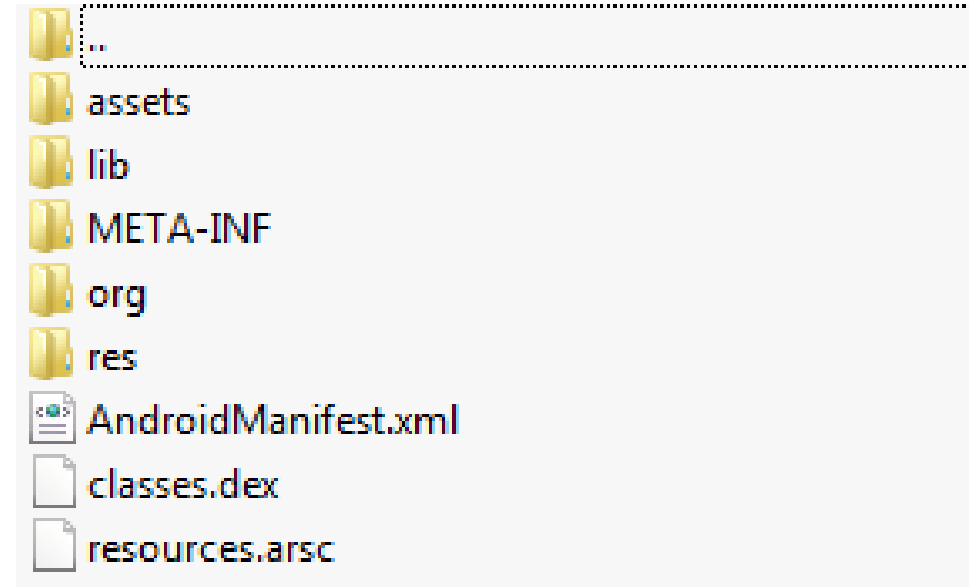 ..
assets
lib
META-INF
org
res
AndroidManifest.xml
classes.dex
resources.arsc